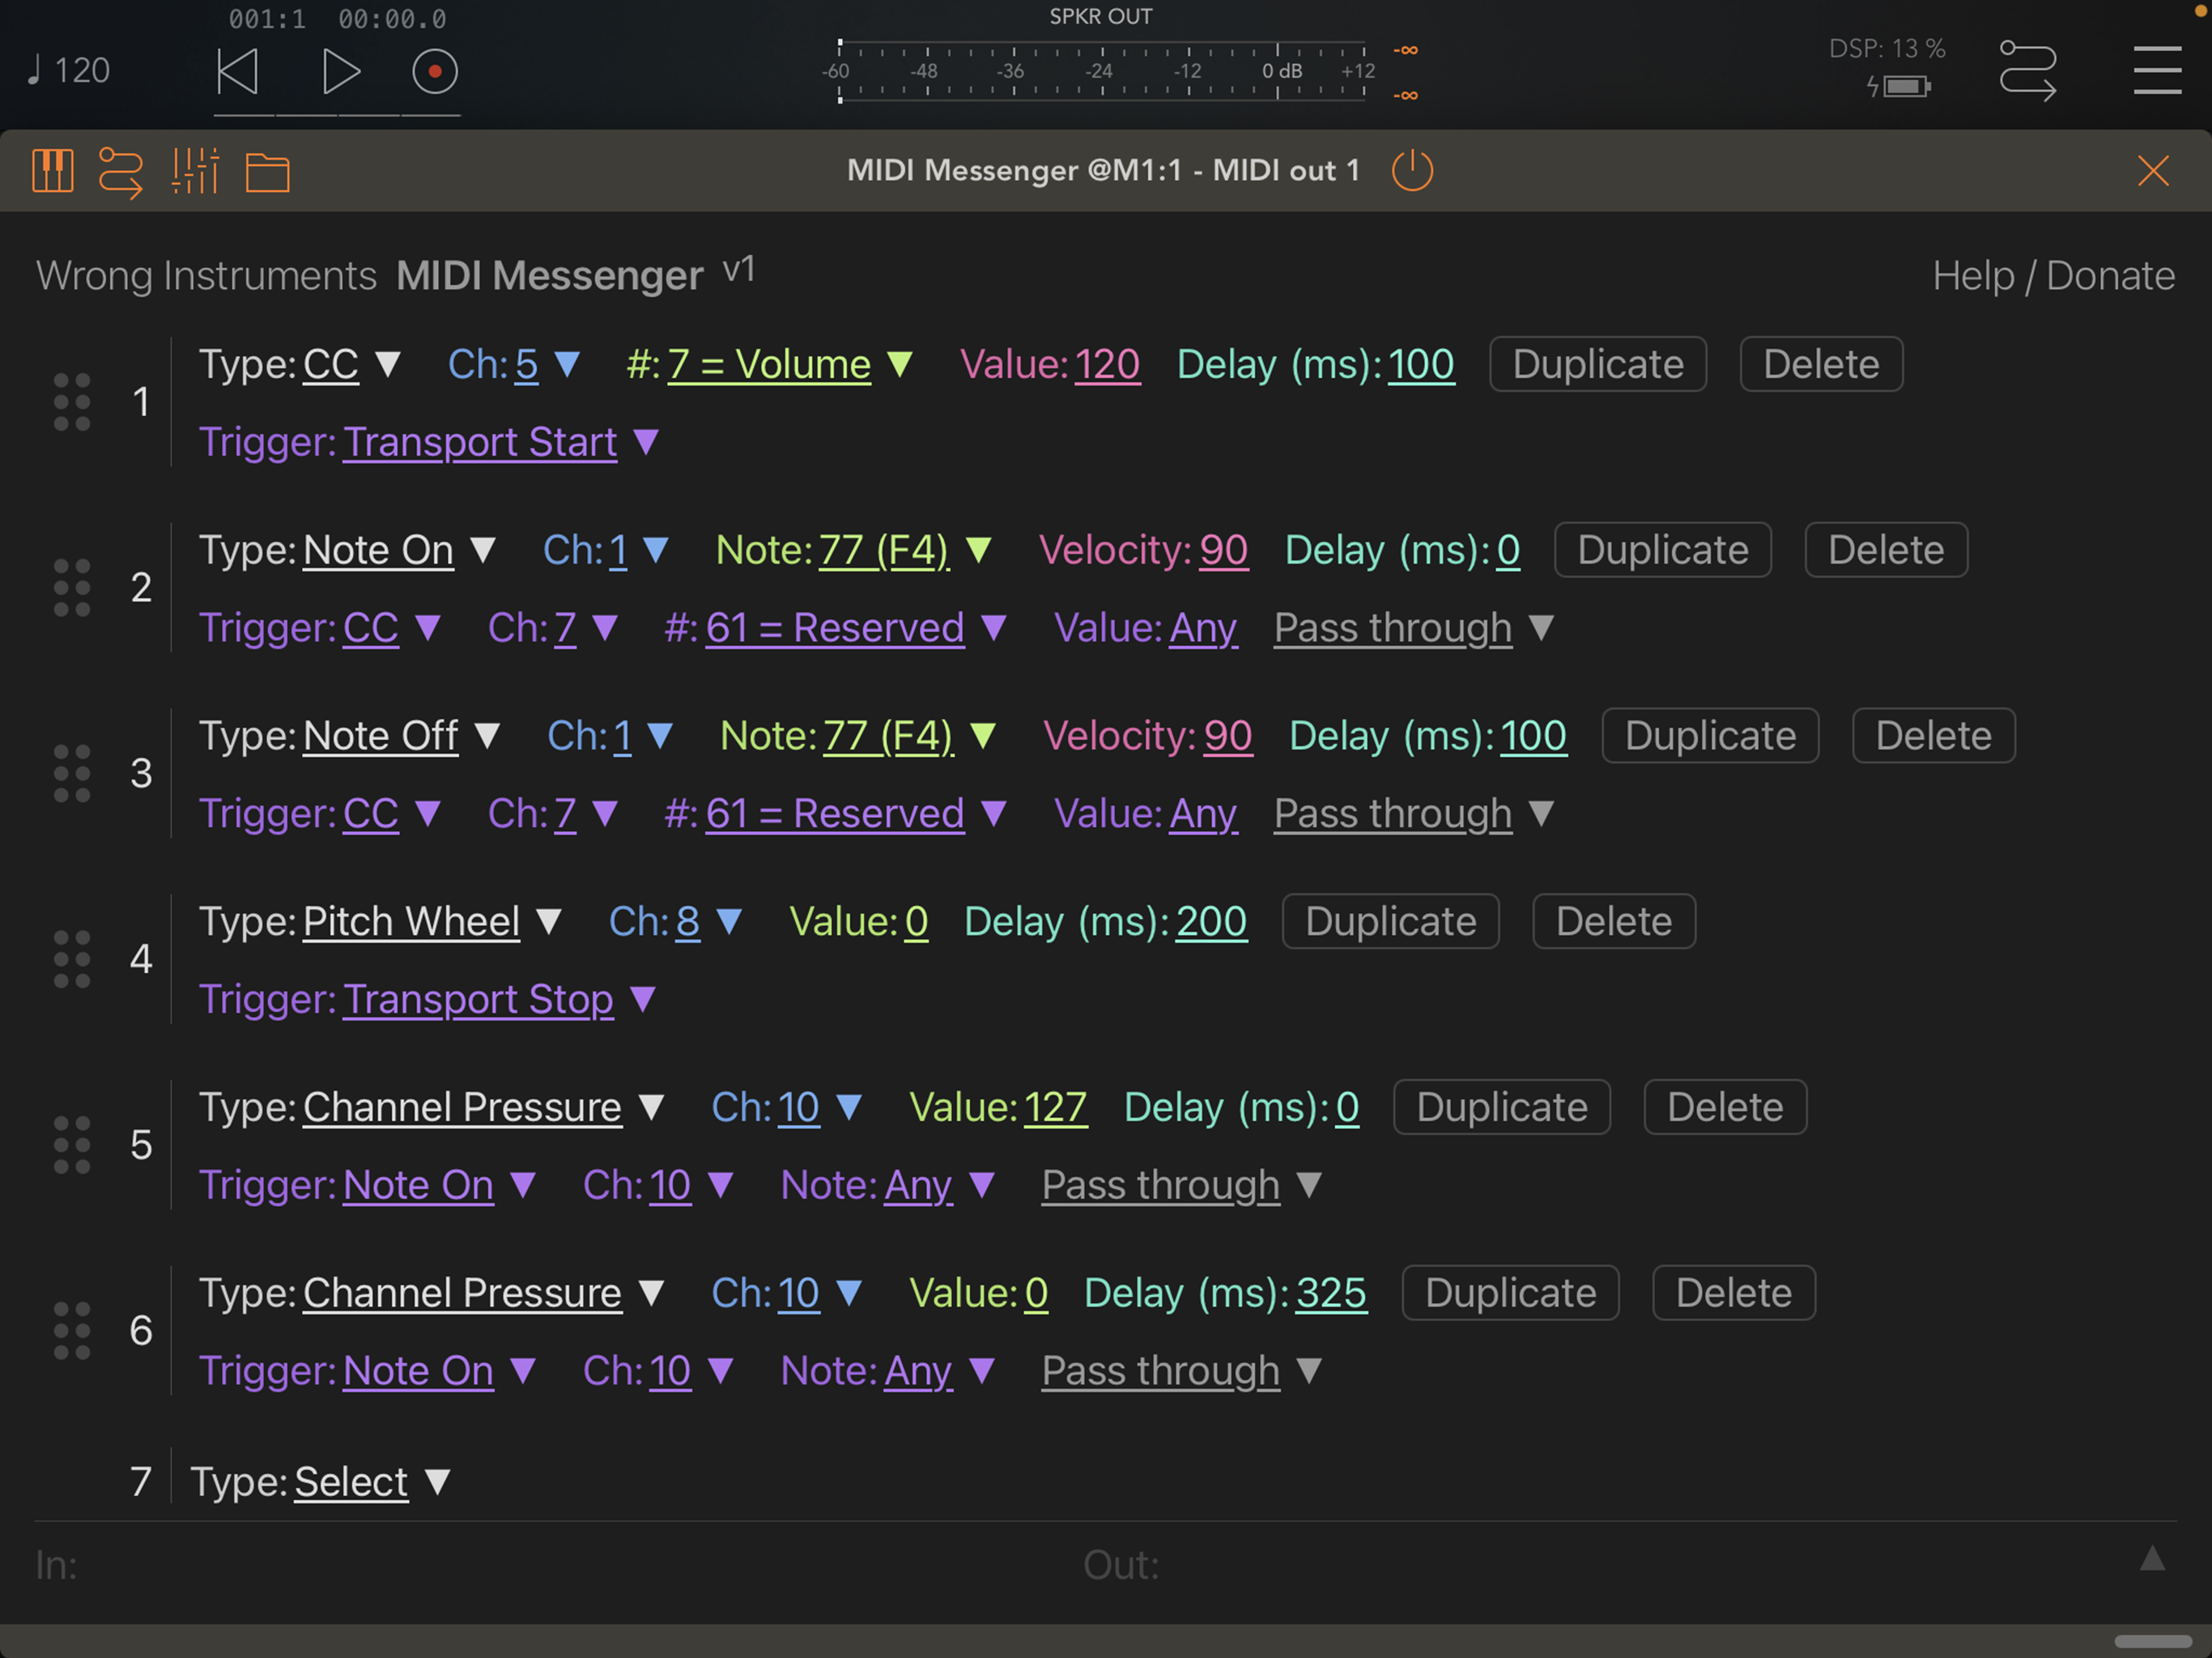 001:1 00:00.0
SPKR OUT
♩ 120
-60 -48 -36 -24 -12 0 dB +12
-∞
-∞
DSP: 13 %
MIDI Messenger @M1:1 - MIDI out 1
Wrong Instruments MIDI Messenger v1
Help / Donate
1
Type: CC ▼ Ch: 5 ▼ #: 7 = Volume ▼ Value: 120 Delay (ms): 100 Duplicate Delete
Trigger: Transport Start ▼
2
Type: Note On ▼ Ch: 1 ▼ Note: 77 (F4) ▼ Velocity: 90 Delay (ms): 0 Duplicate Delete
Trigger: CC ▼ Ch: 7 ▼ #: 61 = Reserved ▼ Value: Any Pass through ▼
3
Type: Note Off ▼ Ch: 1 ▼ Note: 77 (F4) ▼ Velocity: 90 Delay (ms): 100 Duplicate Delete
Trigger: CC ▼ Ch: 7 ▼ #: 61 = Reserved ▼ Value: Any Pass through ▼
4
Type: Pitch Wheel ▼ Ch: 8 ▼ Value: 0 Delay (ms): 200 Duplicate Delete
Trigger: Transport Stop ▼
5
Type: Channel Pressure ▼ Ch: 10 ▼ Value: 127 Delay (ms): 0 Duplicate Delete
Trigger: Note On ▼ Ch: 10 ▼ Note: Any ▼ Pass through ▼
6
Type: Channel Pressure ▼ Ch: 10 ▼ Value: 0 Delay (ms): 325 Duplicate Delete
Trigger: Note On ▼ Ch: 10 ▼ Note: Any ▼ Pass through ▼
7 Type: Select ▼
In: Out: ▲